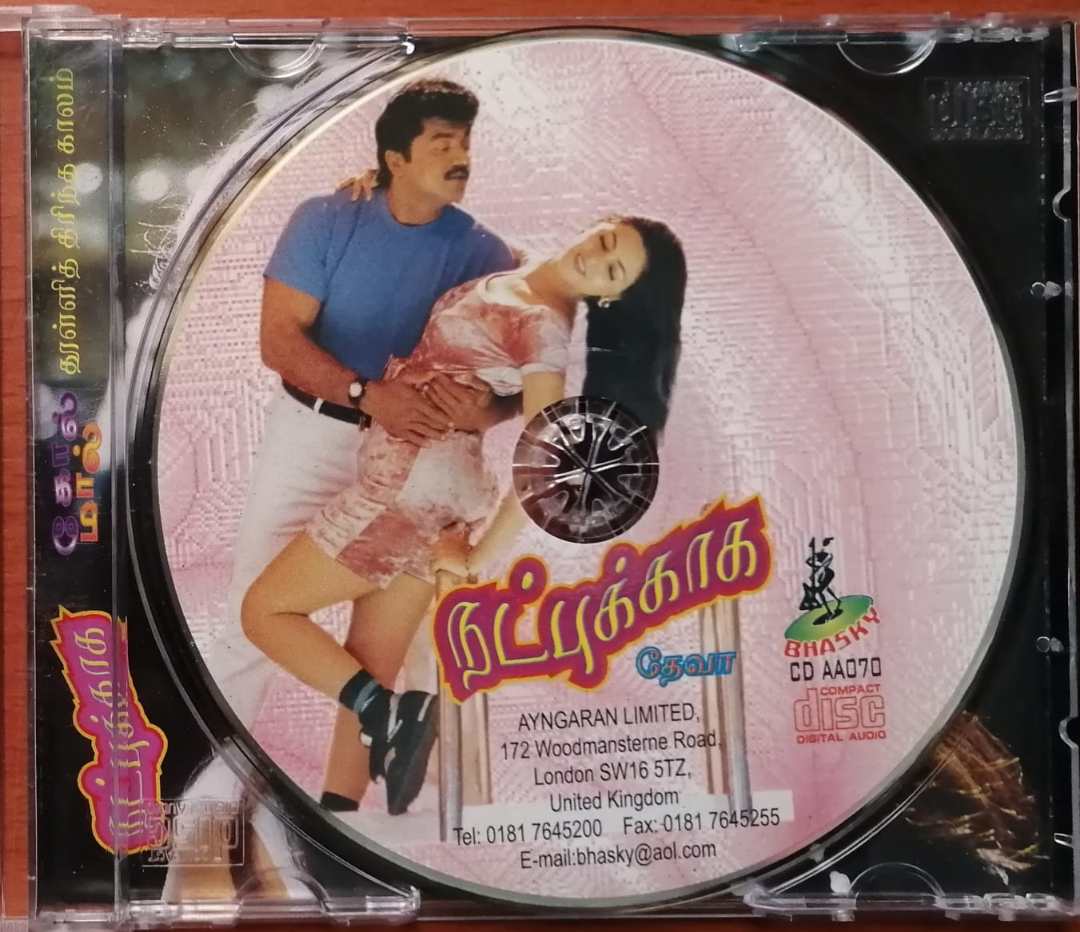 துள்ளித் திரிந்த காலம்
கோல்
மால்
நட்புக்காக
நட்புக்காக
தேவா
BHASKY
CD AA070
COMPACT
disc
DIGITAL AUDIO
AYNGARAN LIMITED,
172 Woodmansterne Road,
London SW16 5TZ,
United Kingdom
Tel: 0181 7645200 Fax: 0181 7645255
E-mail:bhasky@aol.com